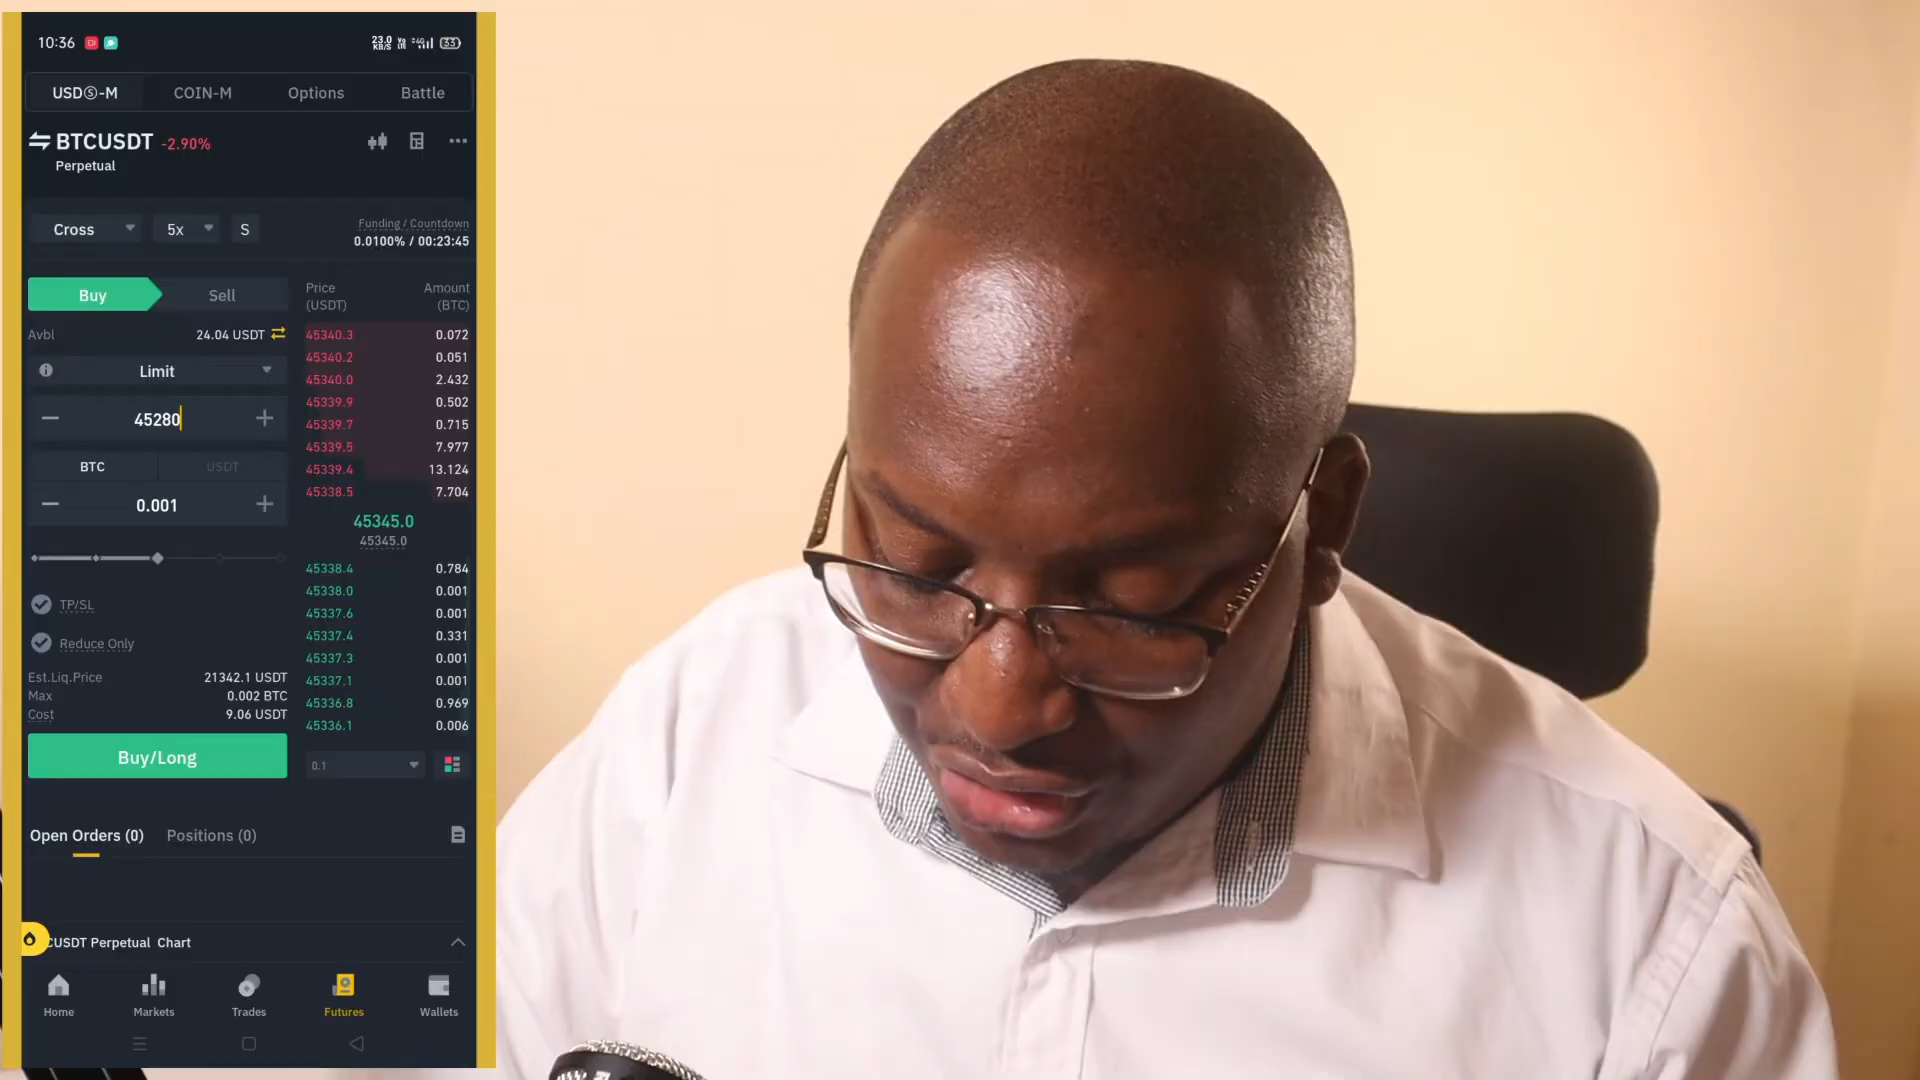 10:36
23.0 KB/S 33
USDⓈ-M COIN-M Options Battle
BTCUSDT -2.90%
Perpetual
Cross 5x S
Funding / Countdown
0.0100% / 00:23:45
Buy Sell
Price (USDT) Amount (BTC)
Avbl 24.04 USDT
Limit
45280
BTC USDT
0.001
TP/SL
Reduce Only
Est.Liq.Price 21342.1 USDT
Max 0.002 BTC
Cost 9.06 USDT
Buy/Long
45340.3 0.072
45340.2 0.051
45340.0 2.432
45339.9 0.502
45339.7 0.715
45339.5 7.977
45339.4 13.124
45338.5 7.704
45345.0
45345.0
45338.4 0.784
45338.0 0.001
45337.6 0.001
45337.4 0.331
45337.3 0.001
45337.1 0.001
45336.8 0.969
45336.1 0.006
0.1
Open Orders (0) Positions (0)
CUSDT Perpetual Chart
Home Markets Trades Futures Wallets